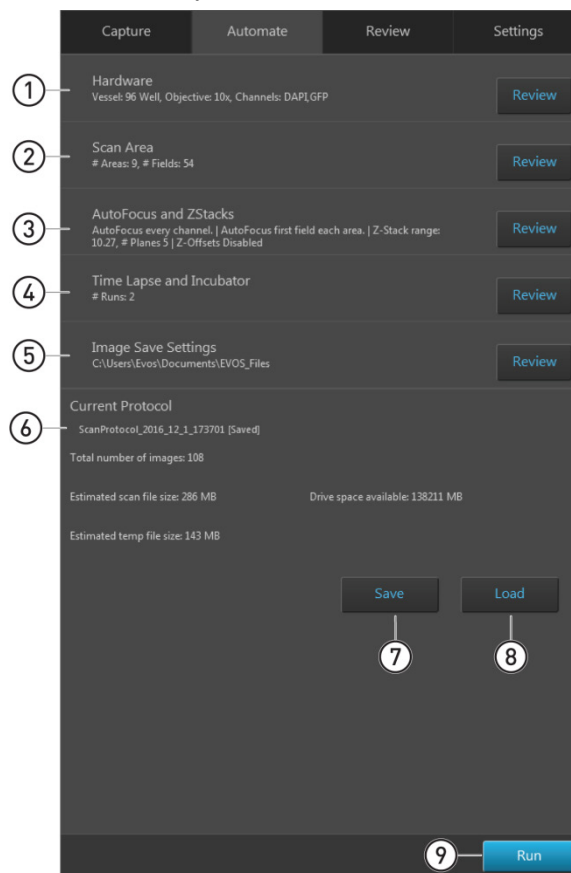 Capture Automate Review Settings
1 Hardware
Vessel: 96 Well, Objective: 10x, Channels: DAPI,GFP
Review
2 Scan Area
# Areas: 9, # Fields: 54
Review
3 AutoFocus and ZStacks
AutoFocus every channel. | AutoFocus first field each area. | Z-Stack range:
10.27, # Planes 5 | Z-Offsets Disabled
Review
4 Time Lapse and Incubator
# Runs: 2
Review
5 Image Save Settings
C:\Users\Evos\Documents\EVOS_Files
Review
Current Protocol
6 ScanProtocol_2016_12_1_173701 [Saved]
Total number of images: 108
Estimated scan file size: 286 MB Drive space available: 138211 MB
Estimated temp file size: 143 MB
Save Load
7 8
9 Run